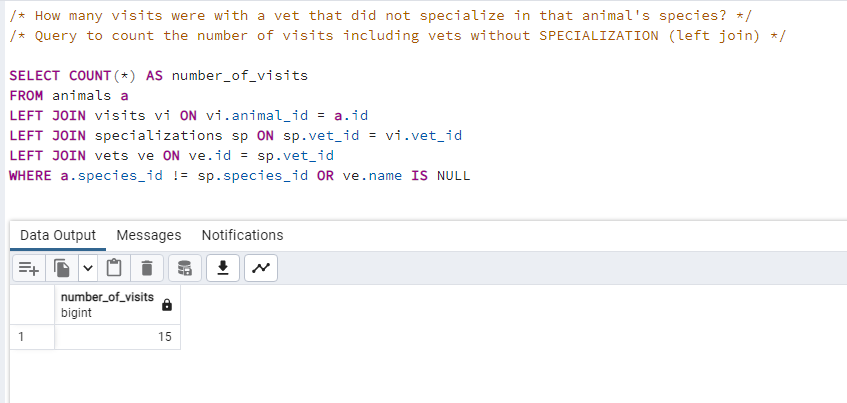 /* How many visits were with a vet that did not specialize in that animal's species? */
/* Query to count the number of visits including vets without SPECIALIZATION (left join) */
SELECT COUNT(*) AS number_of_visits
FROM animals a
LEFT JOIN visits vi ON vi.animal_id = a.id
LEFT JOIN specializations sp ON sp.vet_id = vi.vet_id
LEFT JOIN vets ve ON ve.id = sp.vet_id
WHERE a.species_id != sp.species_id OR ve.name IS NULL
Data Output Messages Notifications
number_of_visits
bigint
1 15